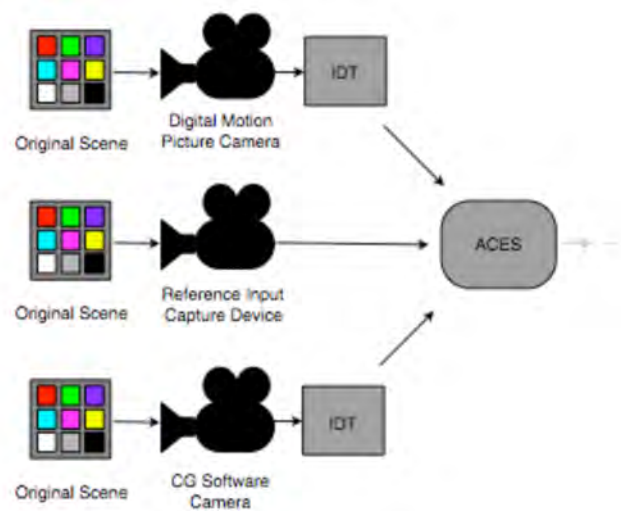 IDT
Original Scene
Digital Motion
Picture Camera
ACES
Original Scene
Reference Input
Capture Device
IDT
Original Scene
CG Software
Camera